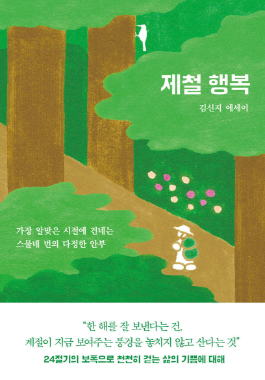 제철 행복
김신지 에세이
가장 알맞은 시절에 건네는
스물네 번의 다정한 안부
“한 해를 잘 보낸다는 건,
계절이 지금 보여주는 풍경을 놓치지 않고 산다는 것”
24절기의 보폭으로 천천히 걷는 삶의 기쁨에 대해